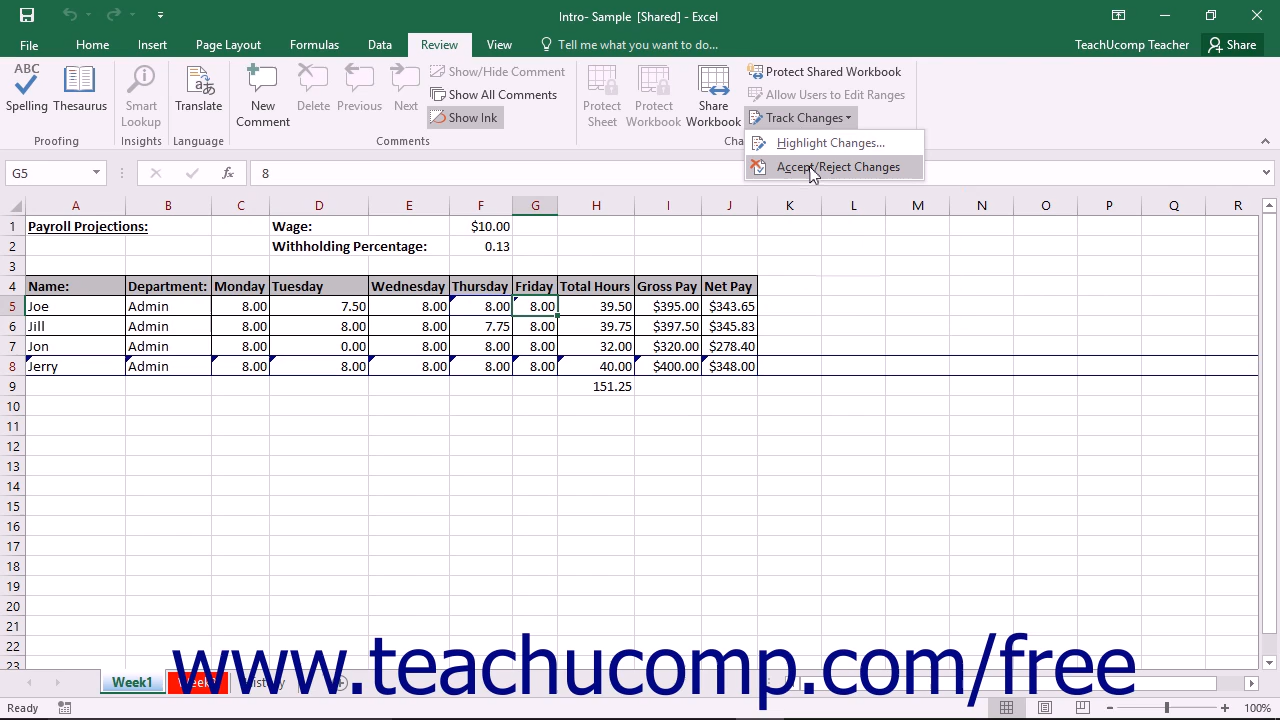 Intro- Sample [Shared] - Excel
File Home Insert Page Layout Formulas Data Review View Tell me what you want to do... TeachUcomp Teacher Share
ABC
Spelling Thesaurus Smart Lookup Translate New Comment Delete Previous Next
Show/Hide Comment
Show All Comments
Show Ink
Protect Sheet Protect Workbook Share Workbook
Protect Shared Workbook
Allow Users to Edit Ranges
Track Changes
Proofing Insights Language Comments
Highlight Changes...
Accept/Reject Changes
G5 fx 8
A B C D E F G H I J K L M N O P Q R
1 Payroll Projections: Wage: $10.00
2 Withholding Percentage: 0.13
3
4 Name: Department: Monday Tuesday Wednesday Thursday Friday Total Hours Gross Pay Net Pay
5 Joe Admin 8.00 7.50 8.00 8.00 8.00 39.50 $395.00 $343.65
6 Jill Admin 8.00 8.00 8.00 7.75 8.00 39.75 $397.50 $345.83
7 Jon Admin 8.00 0.00 8.00 8.00 8.00 32.00 $320.00 $278.40
8 Jerry Admin 8.00 8.00 8.00 8.00 8.00 40.00 $400.00 $348.00
9 151.25
10
11
12
13
14
15
16
17
18
19
20
21
22
23
www.teachucomp.com/free
Week1
Ready 100%